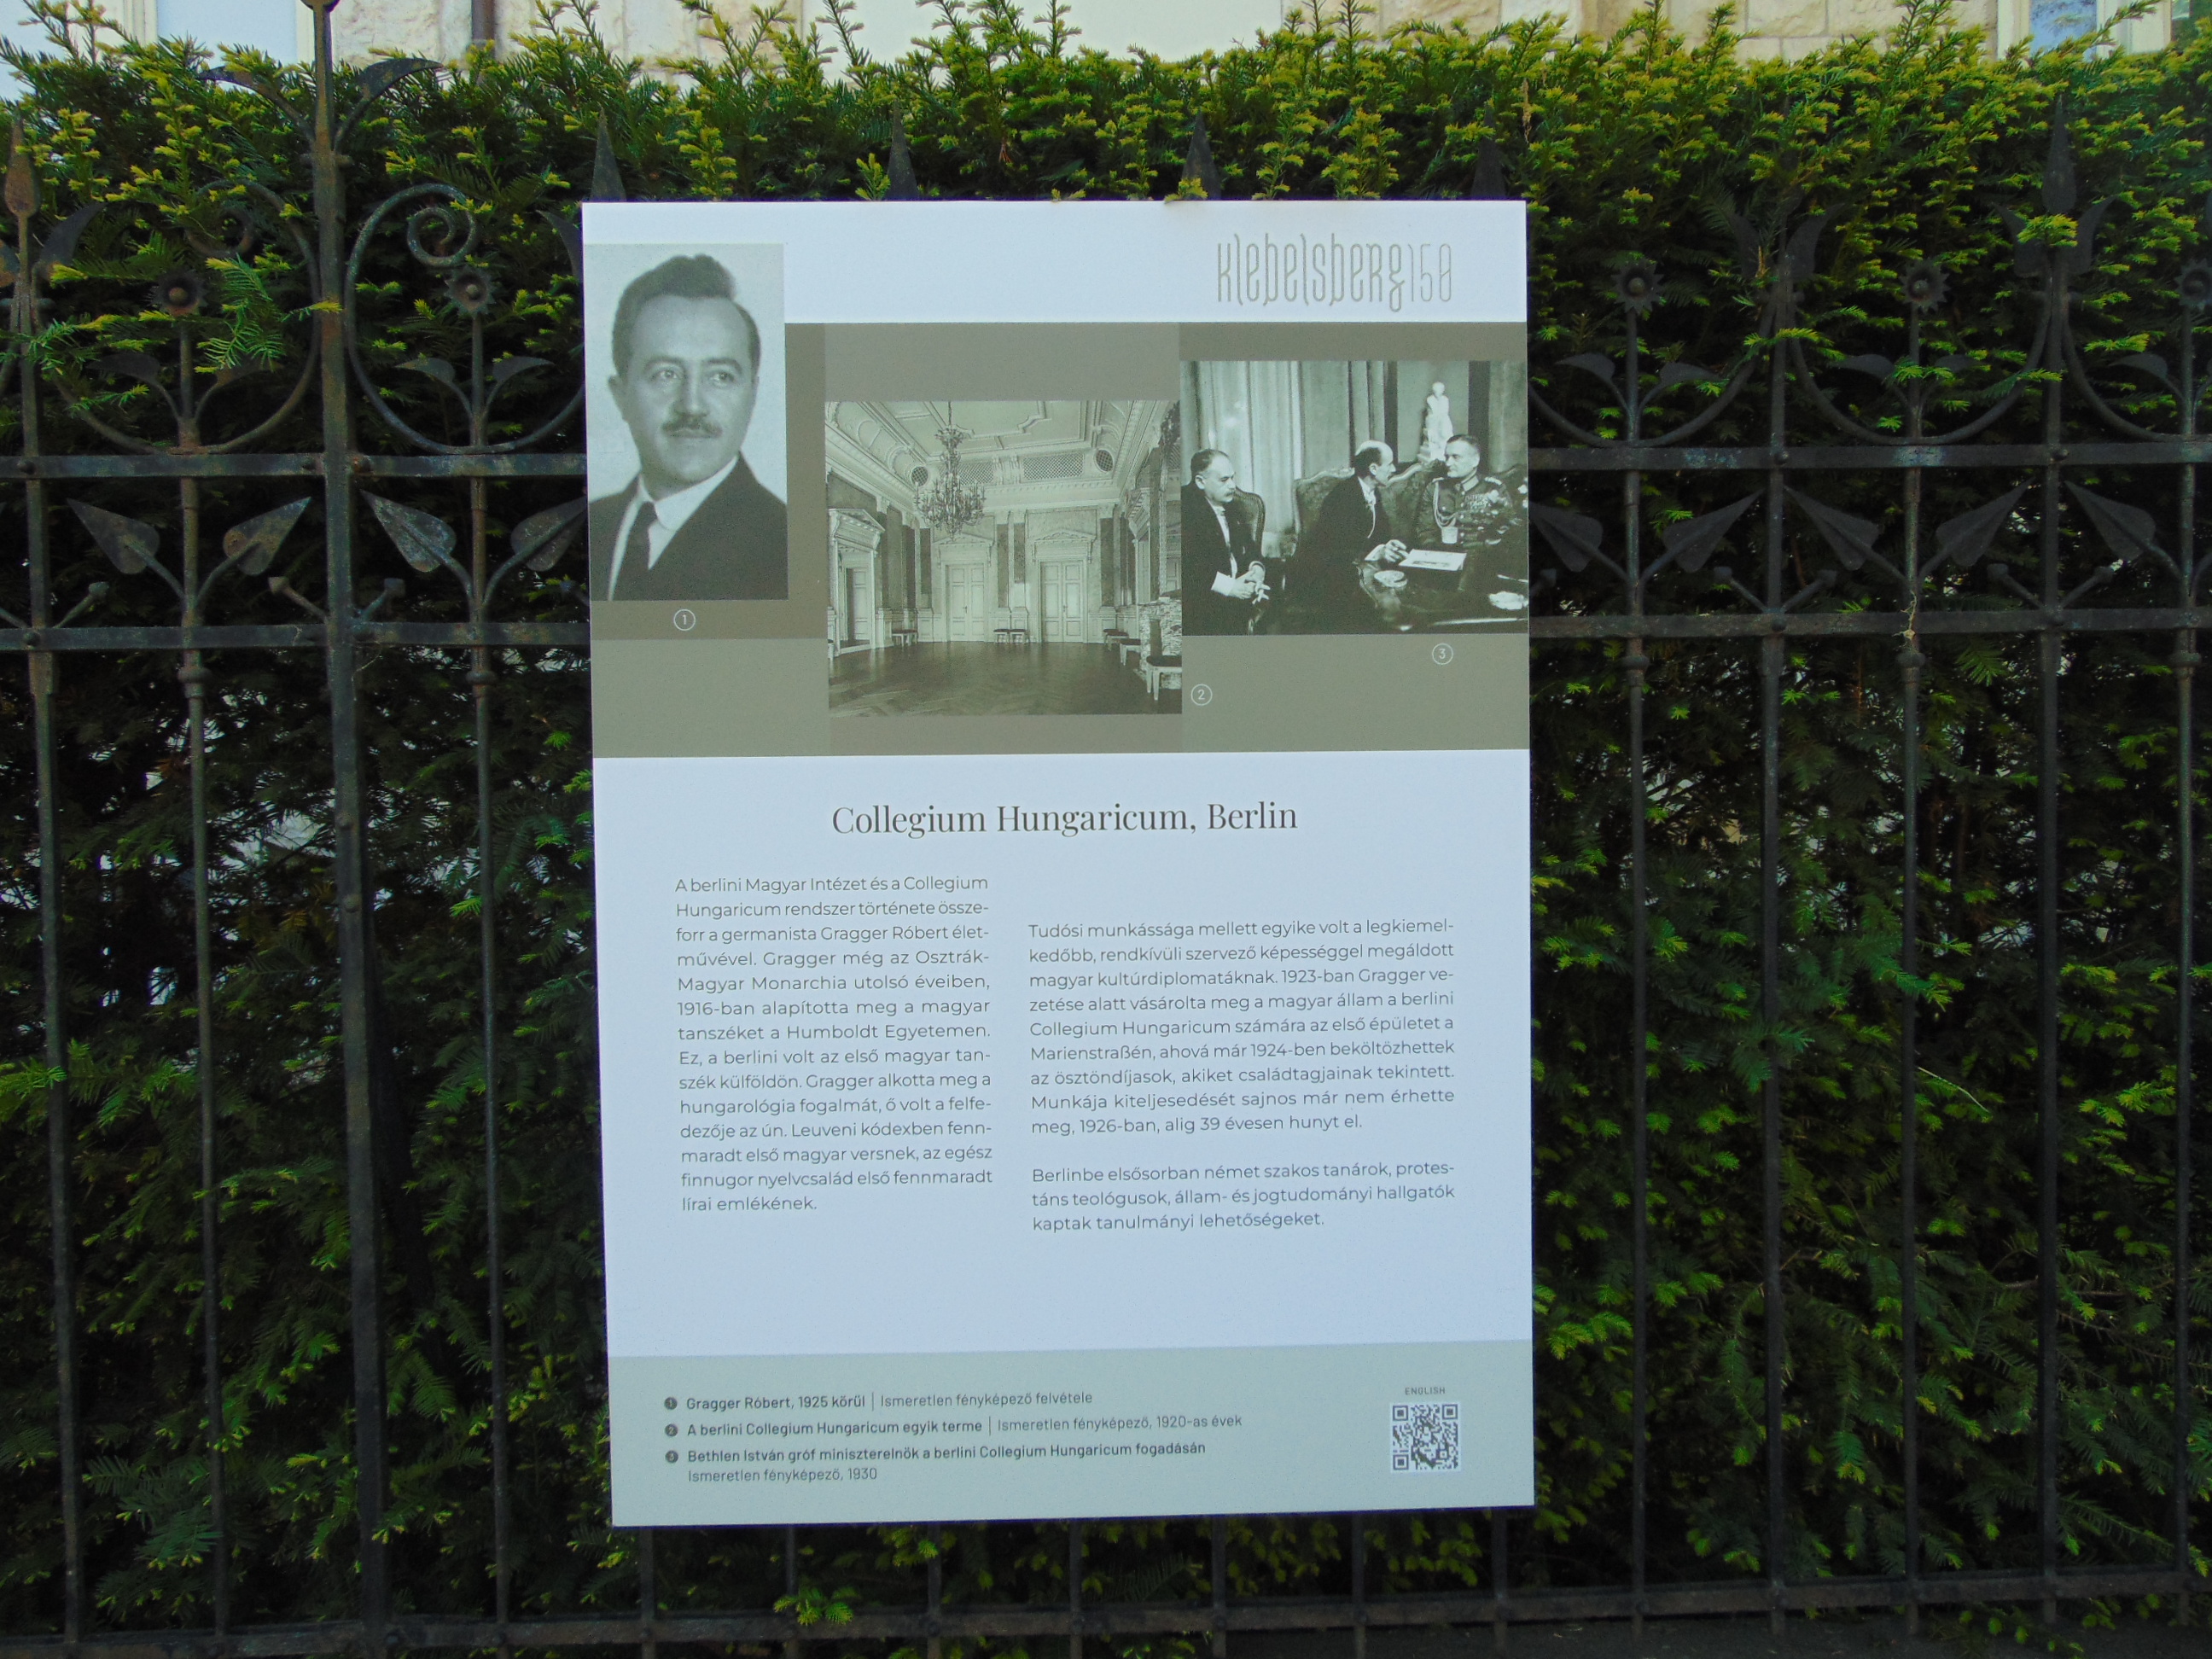 Klebelsberg150
1
2
3
Collegium Hungaricum, Berlin
A berlini Magyar Intézet és a Collegium
Hungaricum rendszer története össze-
forr a germanista Gragger Róbert élet-
művével. Gragger még az Osztrák-
Magyar Monarchia utolsó éveiben,
1916-ban alapította meg a magyar
tanszéket a Humboldt Egyetemen.
Ez, a berlini volt az első magyar tan-
szék külföldön. Gragger alkotta meg a
hungarológia fogalmát, ő volt a felfe-
dezője az ún. Leuveni kódexben fenn-
maradt első magyar versnek, az egész
finnugor nyelvcsalád első fennmaradt
lírai emlékének.
Tudósi munkássága mellett egyike volt a legkiemel-
kedőbb, rendkívüli szervező képességgel megáldott
magyar kultúrdiplomatáknak. 1923-ban Gragger ve-
zetése alatt vásárolta meg a magyar állam a berlini
Collegium Hungaricum számára az első épületet a
Marienstraßén, ahová már 1924-ben beköltözhettek
az ösztöndíjasok, akiket családtagjainak tekintett.
Munkája kiteljesedését sajnos már nem érhette
meg, 1926-ban, alig 39 évesen hunyt el.
Berlinbe elsősorban német szakos tanárok, protes-
táns teológusok, állam- és jogtudományi hallgatók
kaptak tanulmányi lehetőségeket.
1 Gragger Róbert, 1925 körül | Ismeretlen fényképező felvétele
2 A berlini Collegium Hungaricum egyik terme | Ismeretlen fényképező, 1920-as évek
3 Bethlen István gróf miniszterelnök a berlini Collegium Hungaricum fogadásán
Ismeretlen fényképező, 1930
ENGLISH